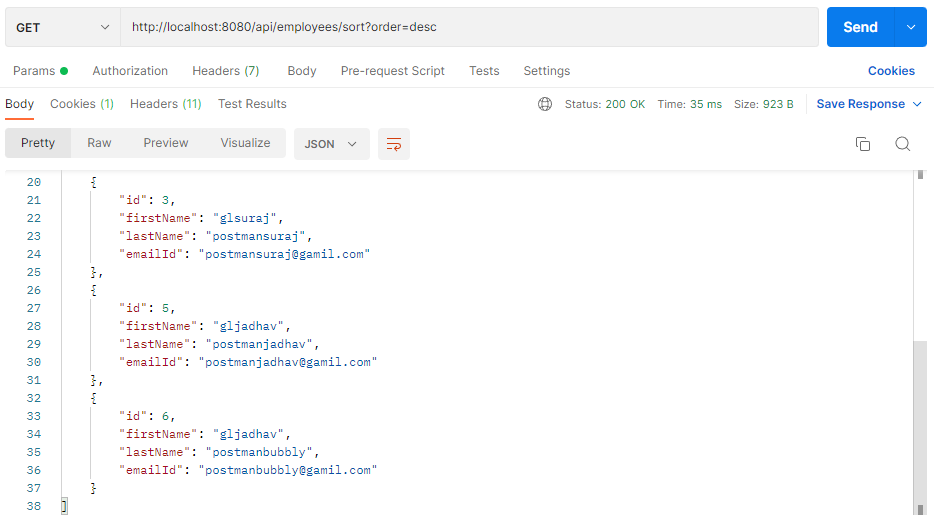 GET http://localhost:8080/api/employees/sort?order=desc Send
Params Authorization Headers (7) Body Pre-request Script Tests Settings Cookies
Body Cookies (1) Headers (11) Test Results Status: 200 OK Time: 35 ms Size: 923 B Save Response
Pretty Raw Preview Visualize JSON
20 {
21 "id": 3,
22 "firstName": "glsuraj",
23 "lastName": "postmansuraj",
24 "emailId": "postmansuraj@gamil.com"
25 },
26 {
27 "id": 5,
28 "firstName": "gljadhav",
29 "lastName": "postmanjadhav",
30 "emailId": "postmanjadhav@gamil.com"
31 },
32 {
33 "id": 6,
34 "firstName": "gljadhav",
35 "lastName": "postmanbubbly",
36 "emailId": "postmanbubbly@gamil.com"
37 }
38 ]